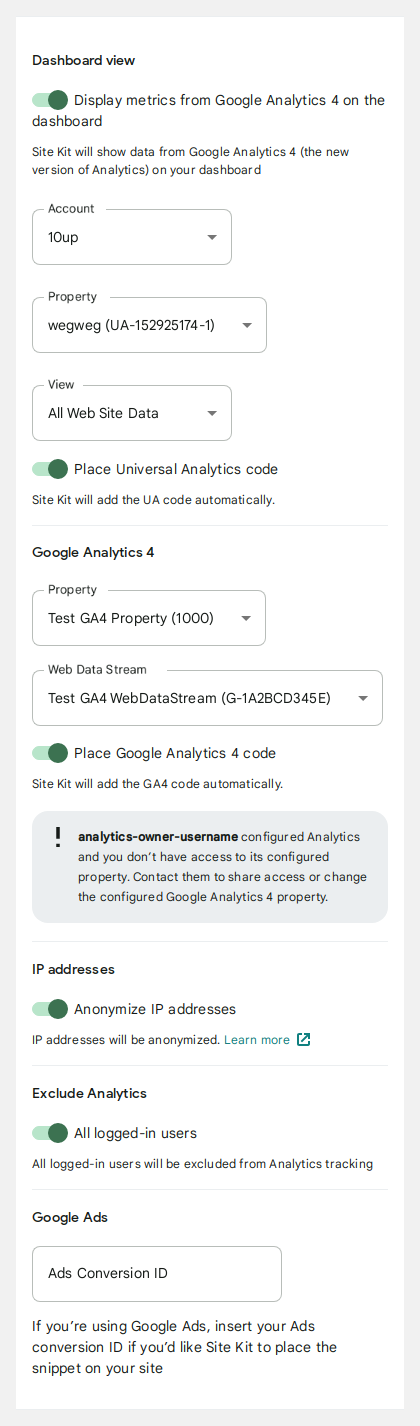 Dashboard view
Display metrics from Google Analytics 4 on the
dashboard
Site Kit will show data from Google Analytics 4 (the new
version of Analytics) on your dashboard
Account
10up
Property
wegweg (UA-152925174-1)
View
All Web Site Data
Place Universal Analytics code
Site Kit will add the UA code automatically.
Google Analytics 4
Property
Test GA4 Property (1000)
Web Data Stream
Test GA4 WebDataStream (G-1A2BCD345E)
Place Google Analytics 4 code
Site Kit will add the GA4 code automatically.
analytics-owner-username configured Analytics
and you don’t have access to its configured
property. Contact them to share access or change
the configured Google Analytics 4 property.
IP addresses
Anonymize IP addresses
IP addresses will be anonymized. Learn more
Exclude Analytics
All logged-in users
All logged-in users will be excluded from Analytics tracking
Google Ads
Ads Conversion ID
If you’re using Google Ads, insert your Ads
conversion ID if you’d like Site Kit to place the
snippet on your site